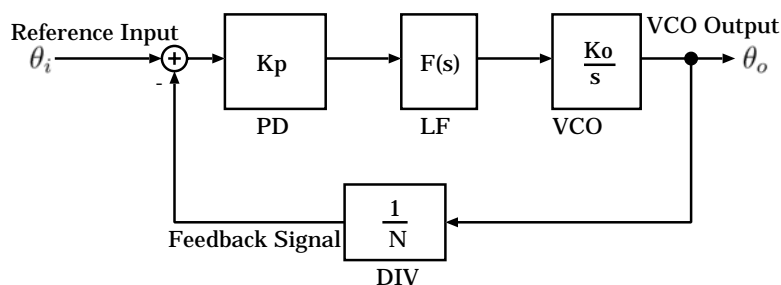 Reference Input
VCO Output
θi
+
-
Kp
F(s)
Ko
s
θo
PD
LF
VCO
1
N
Feedback Signal
DIV